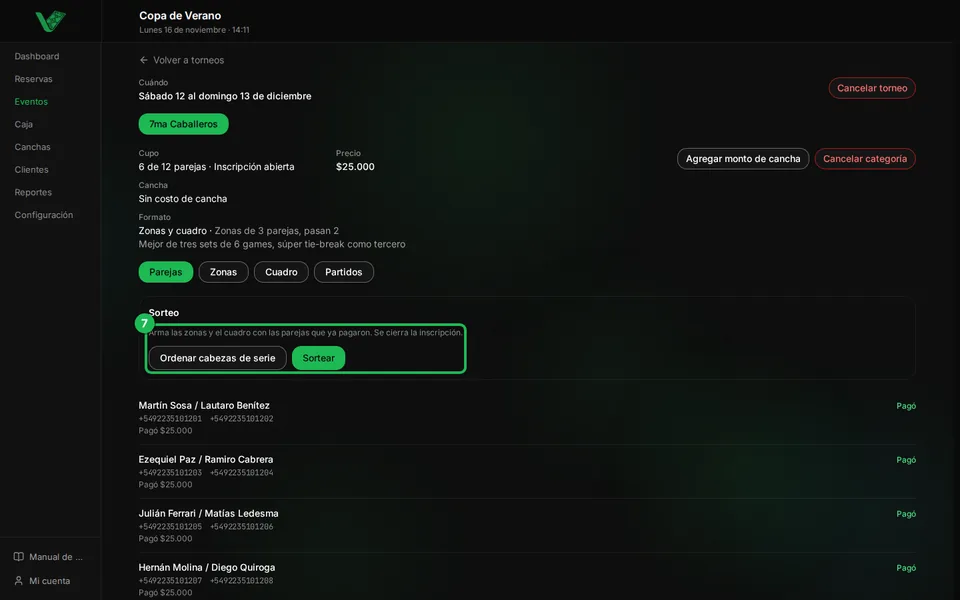 Copa de Verano
Lunes 16 de noviembre · 14:11
Dashboard
Reservas
Eventos
Caja
Canchas
Clientes
Reportes
Configuración
Manual de ...
Mi cuenta
← Volver a torneos
Cuándo
Sábado 12 al domingo 13 de diciembre
Cancelar torneo
7ma Caballeros
Cupo
6 de 12 parejas · Inscripción abierta
Precio
$25.000
Agregar monto de cancha
Cancelar categoría
Cancha
Sin costo de cancha
Formato
Zonas y cuadro · Zonas de 3 parejas, pasan 2
Mejor de tres sets de 6 games, súper tie-break como tercero
Parejas
Zonas
Cuadro
Partidos
Sorteo
7
Arma las zonas y el cuadro con las parejas que ya pagaron. Se cierra la inscripción.
Ordenar cabezas de serie
Sortear
Martín Sosa / Lautaro Benítez
Pagó
+5492235101201 +5492235101202
Pagó $25.000
Ezequiel Paz / Ramiro Cabrera
Pagó
+5492235101203 +5492235101204
Pagó $25.000
Julián Ferrari / Matías Ledesma
Pagó
+5492235101205 +5492235101206
Pagó $25.000
Hernán Molina / Diego Quiroga
Pagó
+5492235101207 +5492235101208
Pagó $25.000